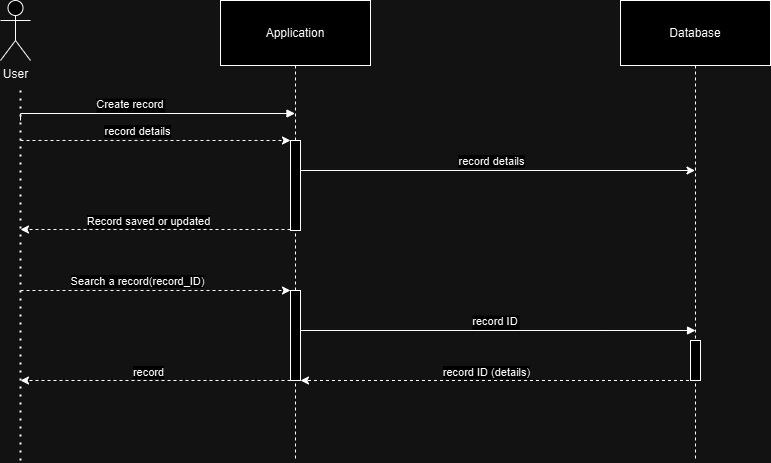 Application
Database
User
Create record
record details
record details
Record saved or updated
Search a record(record_ID)
record ID
record
record ID (details)